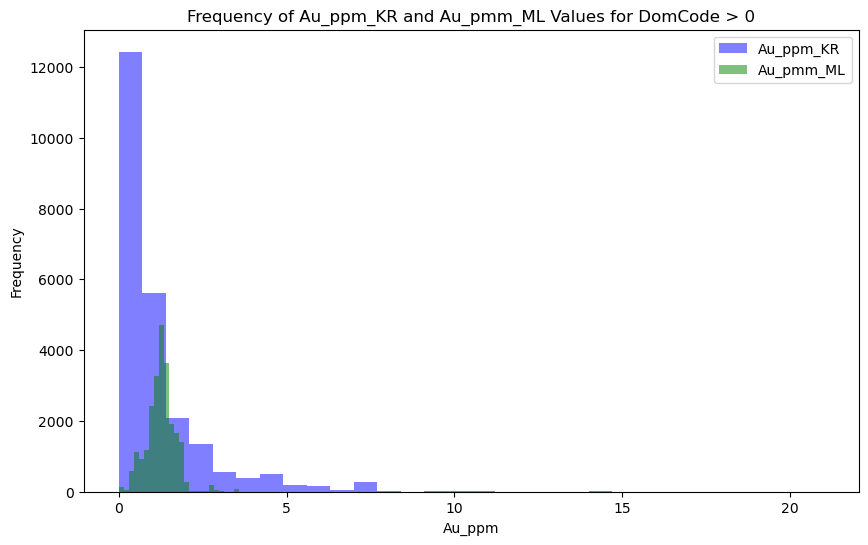 Frequency of Au_ppm_KR and Au_pmm_ML Values for DomCode > 0
Au_ppm_KR
Au_pmm_ML
12000
10000
8000
6000
4000
2000
0
Frequency
0 5 10 15 20
Au_ppm